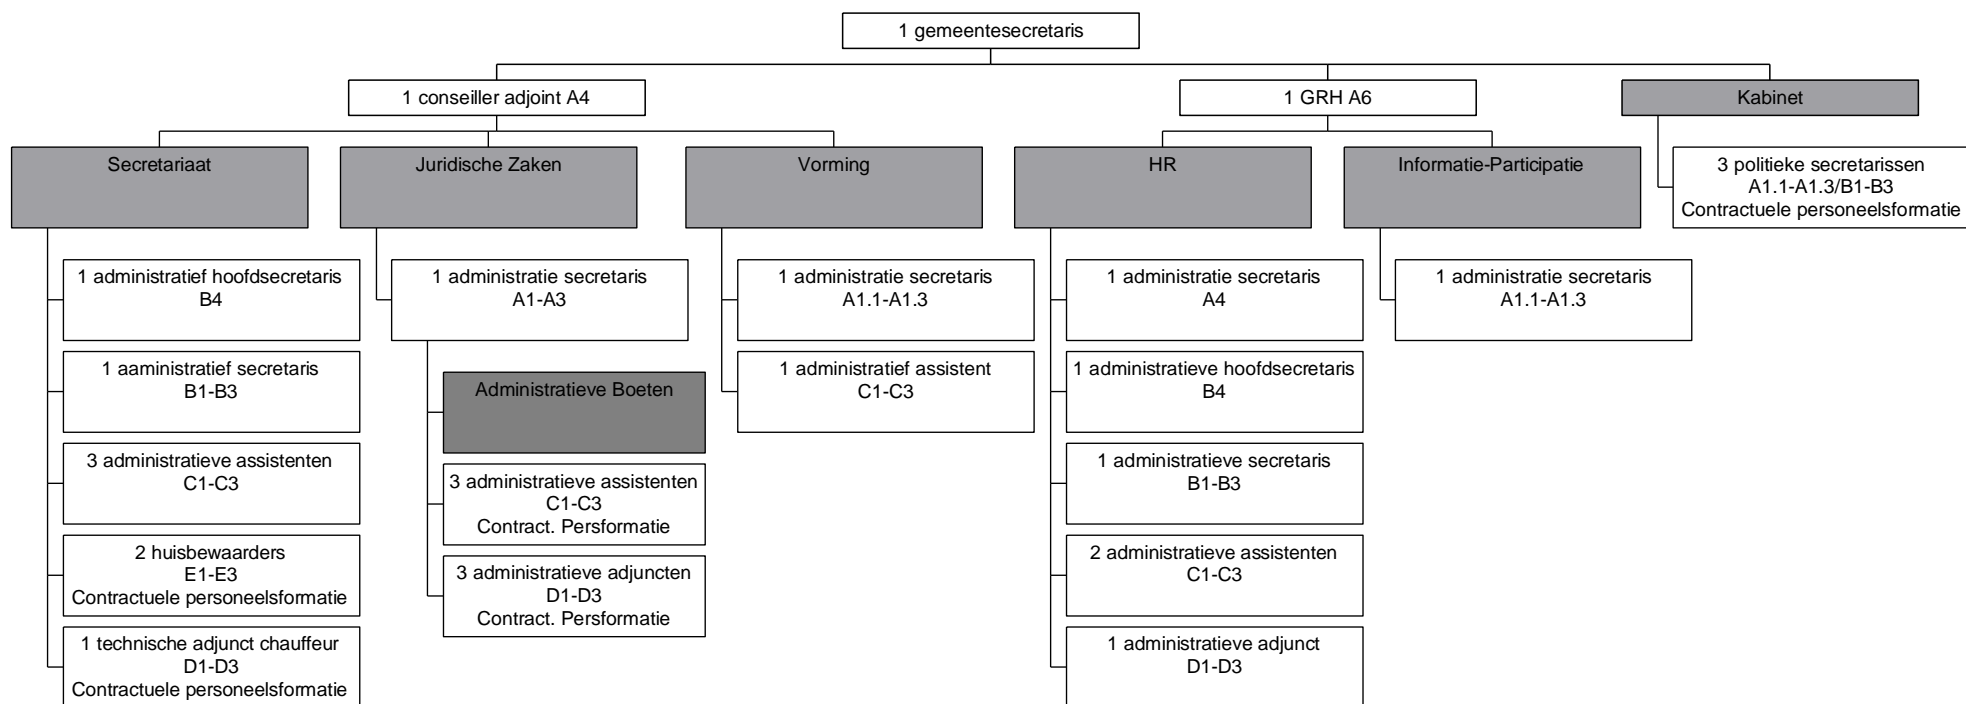 1 gemeentesecretaris
1 conseiller adjoint A4
1 GRH A6
Kabinet
Secretariaat
Juridische Zaken
Vorming
HR
Informatie-Participatie
3 politieke secretarissen
A1.1-A1.3/B1-B3
Contractuele personeelsformatie
1 administratief hoofdsecretaris
B4
1 aaministratief secretaris
B1-B3
3 administratieve assistenten
C1-C3
2 huisbewaarders
E1-E3
Contractuele personeelsformatie
1 technische adjunct chauffeur
D1-D3
Contractuele personeelsformatie
1 administratie secretaris
A1-A3
Administratieve Boeten
3 administratieve assistenten
C1-C3
Contract. Persformatie
3 administratieve adjuncten
D1-D3
Contract. Persformatie
1 administratie secretaris
A1.1-A1.3
1 administratief assistent
C1-C3
1 administratie secretaris
A4
1 administratieve hoofdsecretaris
B4
1 administratieve secretaris
B1-B3
2 administratieve assistenten
C1-C3
1 administratieve adjunct
D1-D3
1 administratie secretaris
A1.1-A1.3